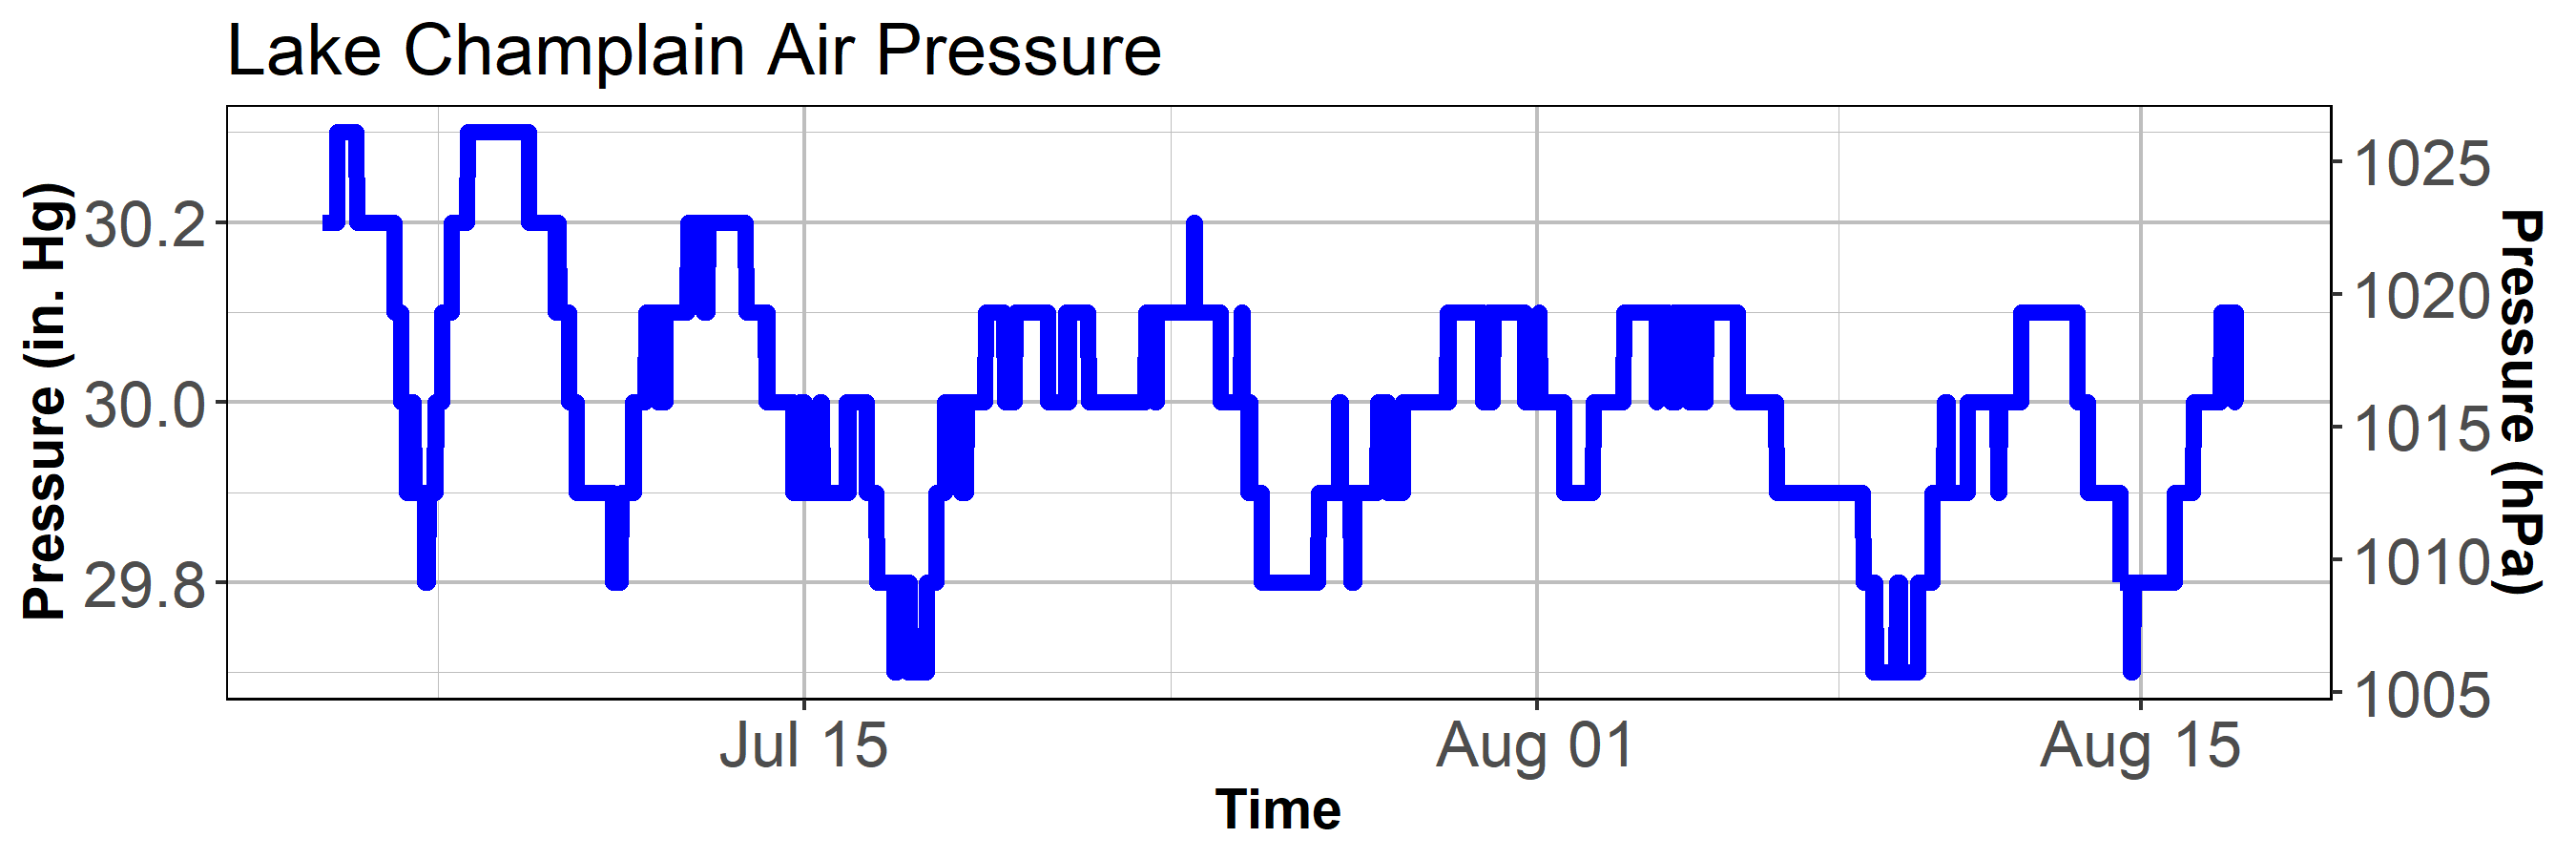 Lake Champlain Air Pressure
Pressure (in. Hg)
30.2
30.0
29.8
1025
1020
1015
1010
1005
Pressure (hPa)
Jul 15
Aug 01
Aug 15
Time